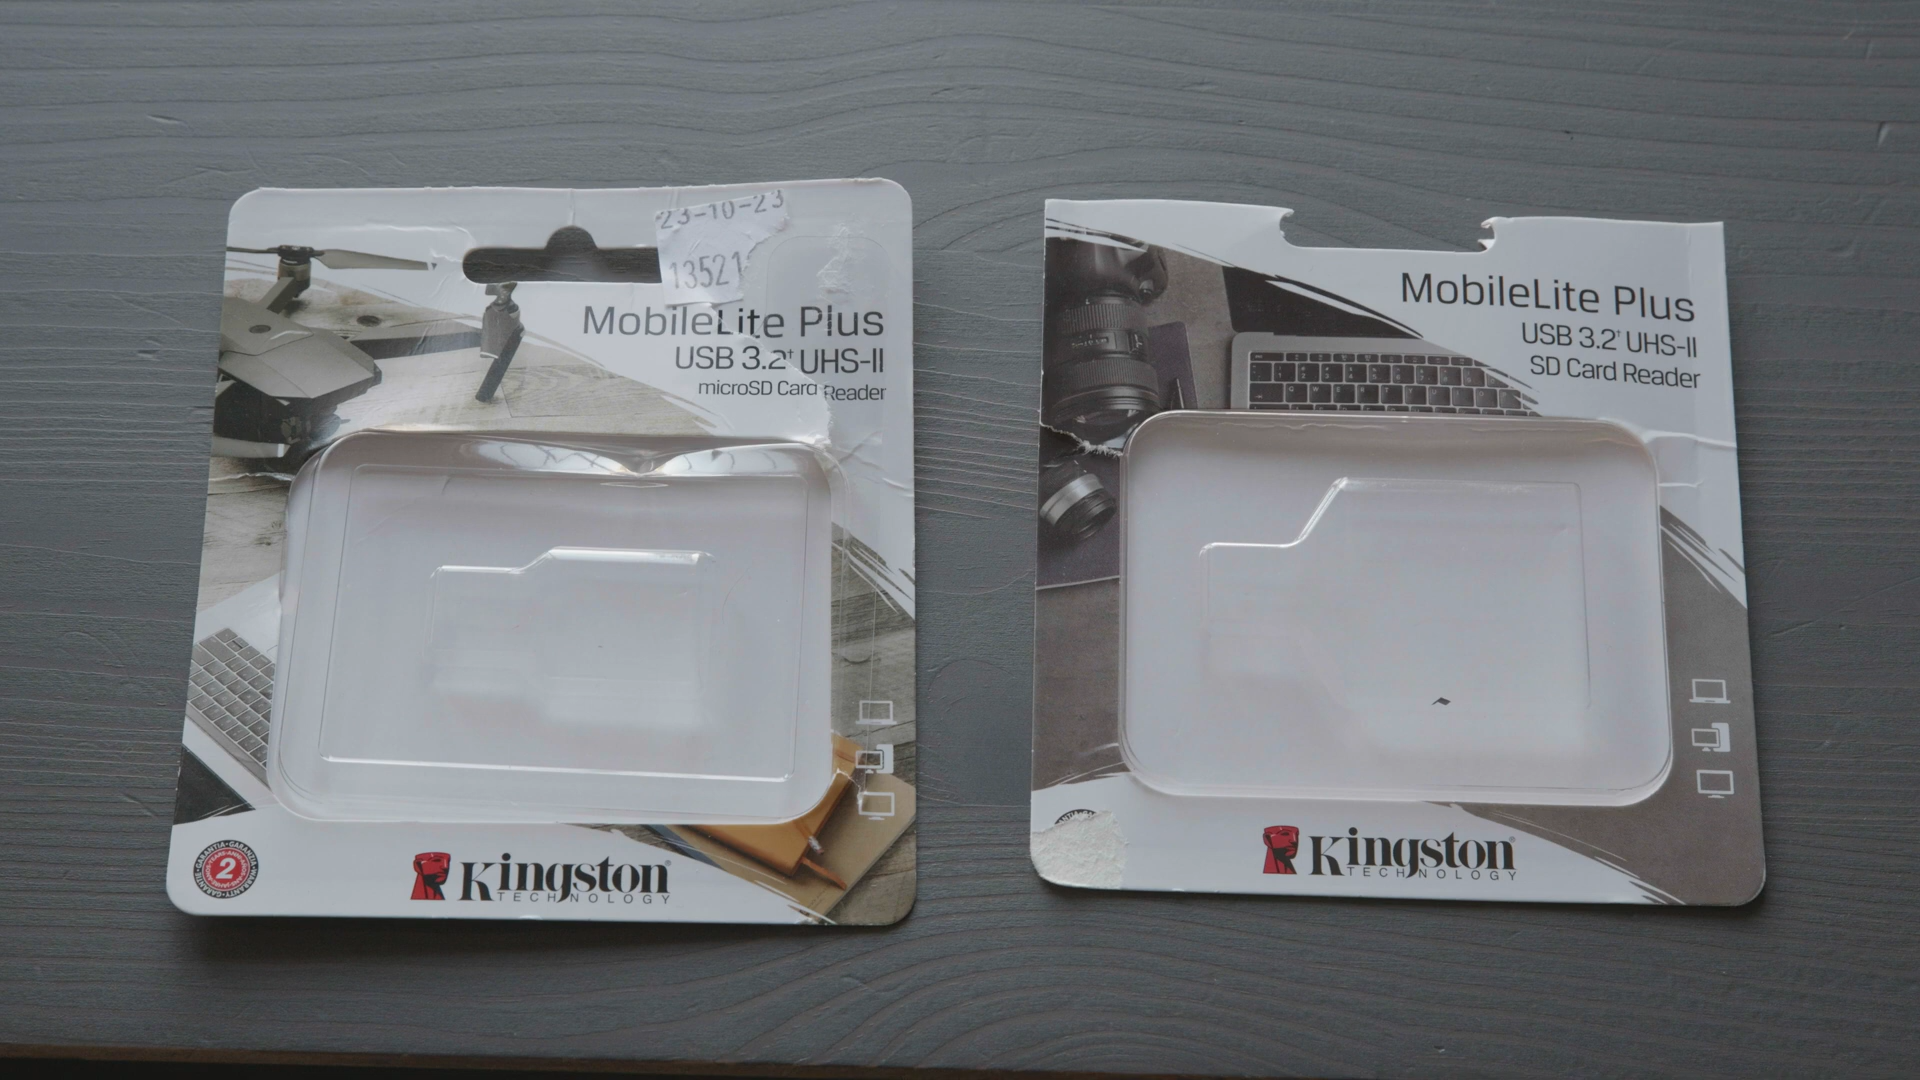 23-10-23
13521
MobileLite Plus
USB 3.2† UHS-II
microSD Card Reader
2
Kingston
TECHNOLOGY
MobileLite Plus
USB 3.2† UHS-II
SD Card Reader
Kingston
TECHNOLOGY